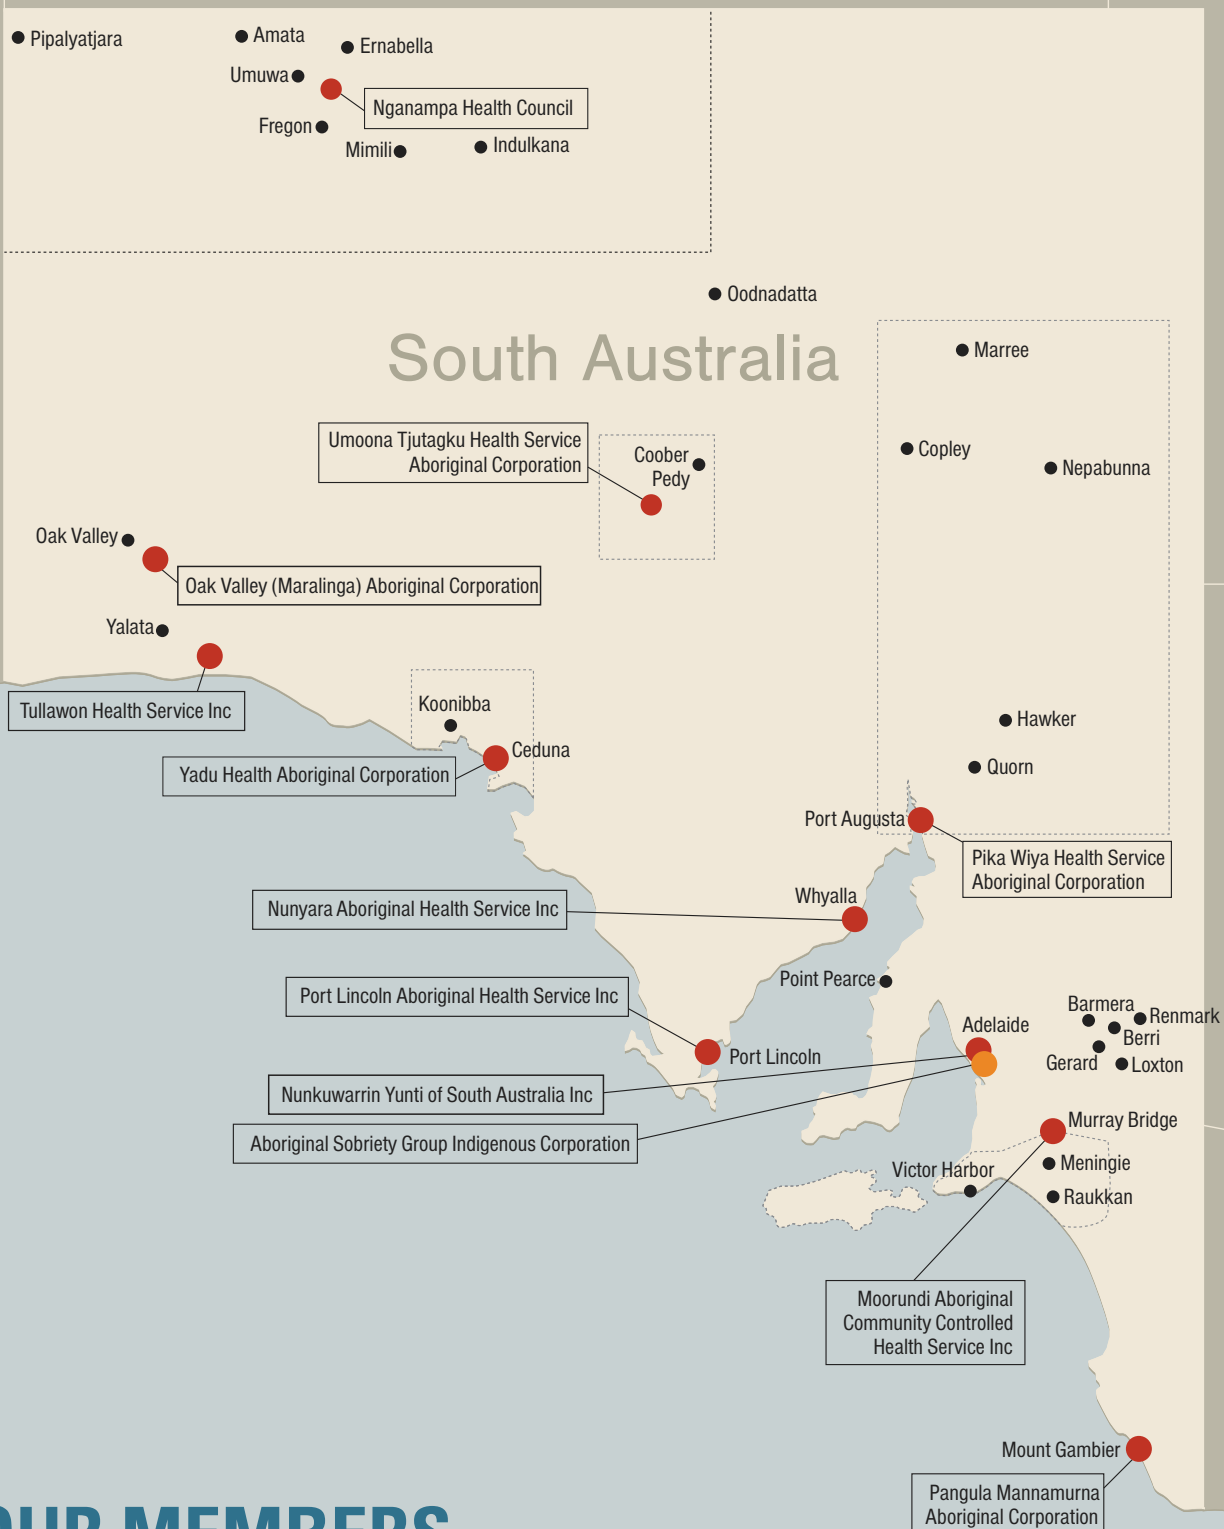 Pipalyatjara
Amata
Ernabella
Umuwa
Nganampa Health Council
Fregon
Mimili
Indulkana
Oodnadatta
South Australia
Marree
Umoona Tjutagku Health Service
Aboriginal Corporation
Coober
Pedy
Copley
Nepabunna
Oak Valley
Oak Valley (Maralinga) Aboriginal Corporation
Yalata
Tullawon Health Service Inc
Koonibba
Ceduna
Yadu Health Aboriginal Corporation
Hawker
Quorn
Port Augusta
Pika Wiya Health Service
Aboriginal Corporation
Whyalla
Nunyara Aboriginal Health Service Inc
Point Pearce
Port Lincoln Aboriginal Health Service Inc
Port Lincoln
Adelaide
Barmera
Renmark
Berri
Gerard
Loxton
Nunkuwarrin Yunti of South Australia Inc
Aboriginal Sobriety Group Indigenous Corporation
Murray Bridge
Meningie
Victor Harbor
Raukkan
Moorundi Aboriginal
Community Controlled
Health Service Inc
Mount Gambier
Pangula Mannamurna
Aboriginal Corporation
OUR MEMBERS